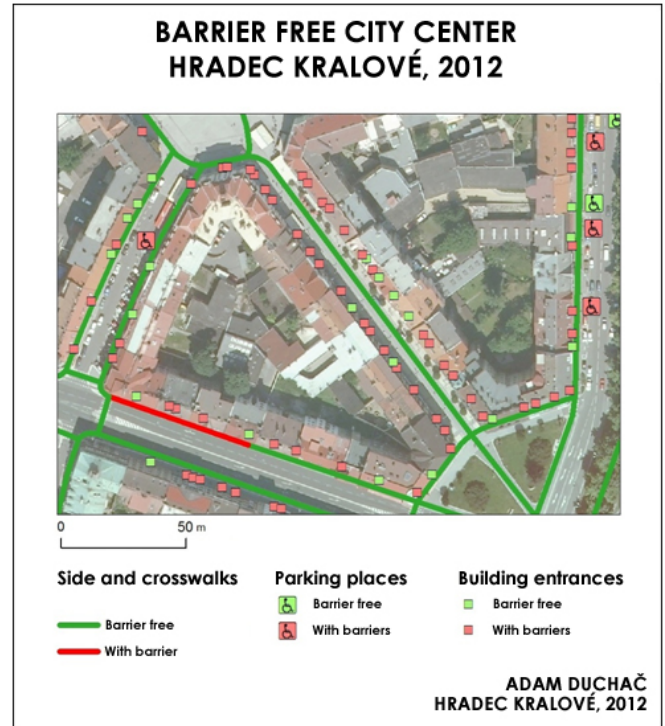 BARRIER FREE CITY CENTER
HRADEC KRALOVÉ, 2012
0 50 m
Side and crosswalks
Barrier free
With barrier
Parking places
Barrier free
With barriers
Building entrances
Barrier free
With barriers
ADAM DUCHAČ
HRADEC KRALOVÉ, 2012